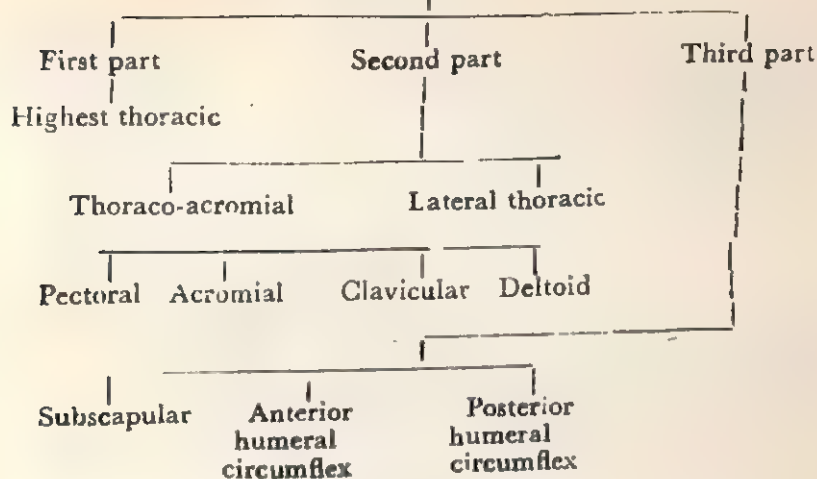 First part Second part Third part
Highest thoracic
Thoraco-acromial Lateral thoracic
Pectoral Acromial Clavicular Deltoid
Subscapular Anterior humeral circumflex Posterior humeral circumflex